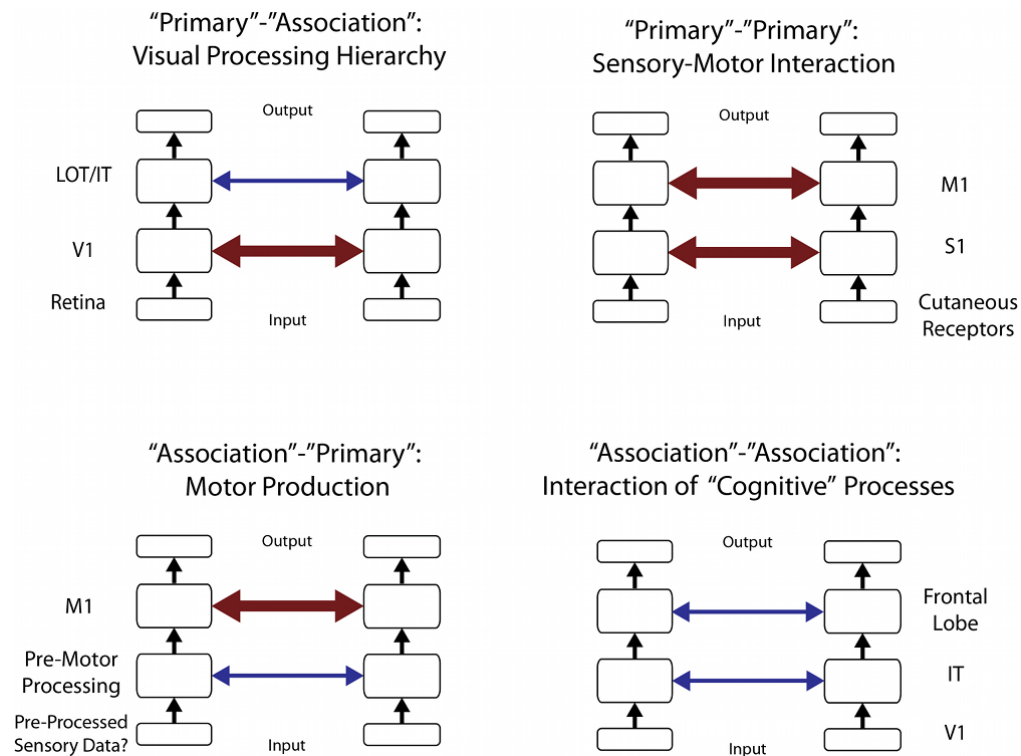 “Primary”-”Association”:
Visual Processing Hierarchy
Output
LOT/IT
V1
Retina
Input
“Primary”-”Primary”:
Sensory-Motor Interaction
Output
M1
S1
Cutaneous
Receptors
Input
“Association”-”Primary”:
Motor Production
Output
M1
Pre-Motor
Processing
Pre-Processed
Sensory Data?
Input
“Association”-”Association”:
Interaction of “Cognitive” Processes
Output
Frontal
Lobe
IT
V1
Input